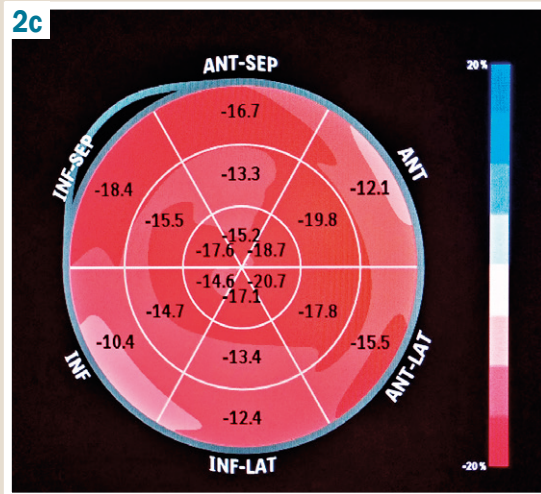 2c
ANT-SEP
20%
-16.7
INF-SEP
ANT
-13.3
-18.4
-12.1
-15.5
-19.8
-15.2
-17.6
-18.7
-14.6
-20.7
-17.1
-14.7
-17.8
-10.4
-15.5
-13.4
INF
ANT-LAT
-12.4
INF-LAT
-20%